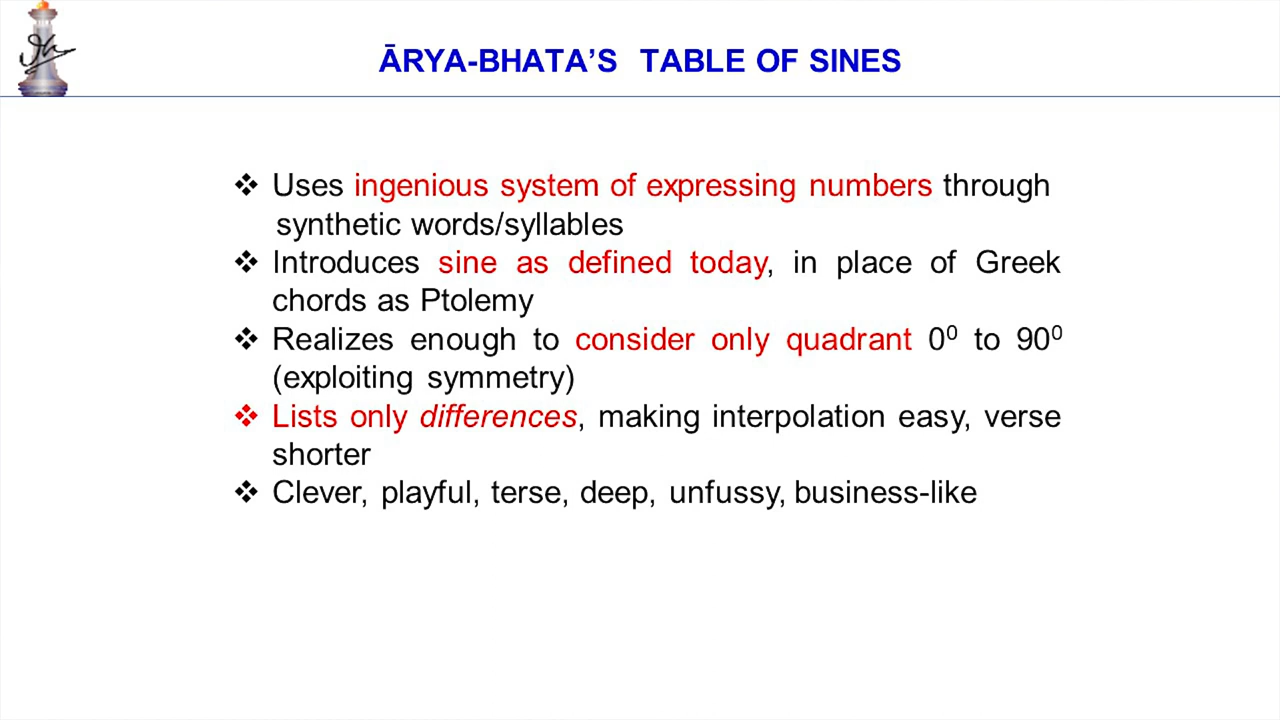 ĀRYA-BHATA’S TABLE OF SINES
❖ Uses ingenious system of expressing numbers through
synthetic words/syllables
❖ Introduces sine as defined today, in place of Greek
chords as Ptolemy
❖ Realizes enough to consider only quadrant 0⁰ to 90⁰
(exploiting symmetry)
❖ Lists only differences, making interpolation easy, verse
shorter
❖ Clever, playful, terse, deep, unfussy, business-like